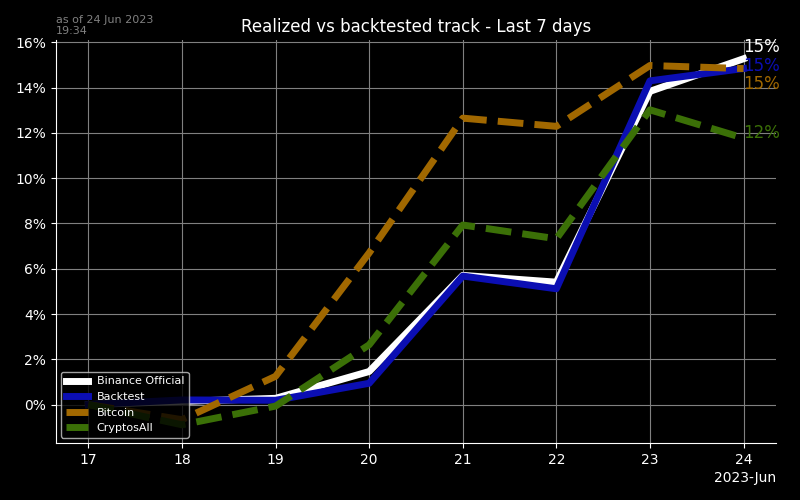 as of 24 Jun 2023
19:34
Realized vs backtested track - Last 7 days
16%
14%
12%
10%
8%
6%
4%
2%
0%
15%
15%
15%
12%
Binance Official
Backtest
Bitcoin
CryptosAll
17 18 19 20 21 22 23 24
2023-Jun